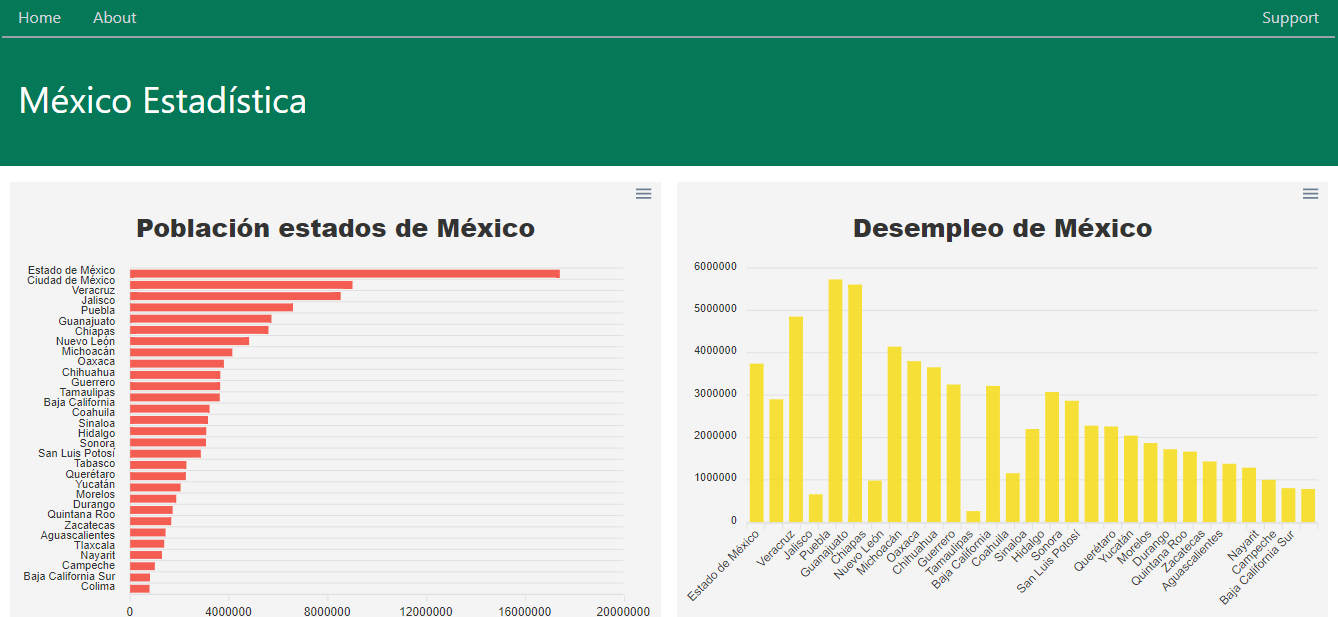 Home About Support
México Estadística
Población estados de México
Estado de México
Ciudad de México
Veracruz
Jalisco
Puebla
Guanajuato
Chiapas
Nuevo León
Michoacán
Oaxaca
Chihuahua
Guerrero
Tamaulipas
Baja California
Coahuila
Sinaloa
Hidalgo
Sonora
San Luis Potosí
Tabasco
Querétaro
Yucatán
Morelos
Durango
Quintana Roo
Zacatecas
Aguascalientes
Tlaxcala
Nayarit
Campeche
Baja California Sur
Colima
0 4000000 8000000 12000000 16000000 20000000
Desempleo de México
6000000
5000000
4000000
3000000
2000000
1000000
0
Estado de México
Veracruz
Jalisco
Puebla
Guanajuato
Chiapas
Nuevo León
Michoacán
Oaxaca
Chihuahua
Guerrero
Tamaulipas
Baja California
Coahuila
Sinaloa
Hidalgo
Sonora
San Luis Potosí
Querétaro
Yucatán
Morelos
Durango
Quintana Roo
Zacatecas
Aguascalientes
Nayarit
Campeche
Baja California Sur